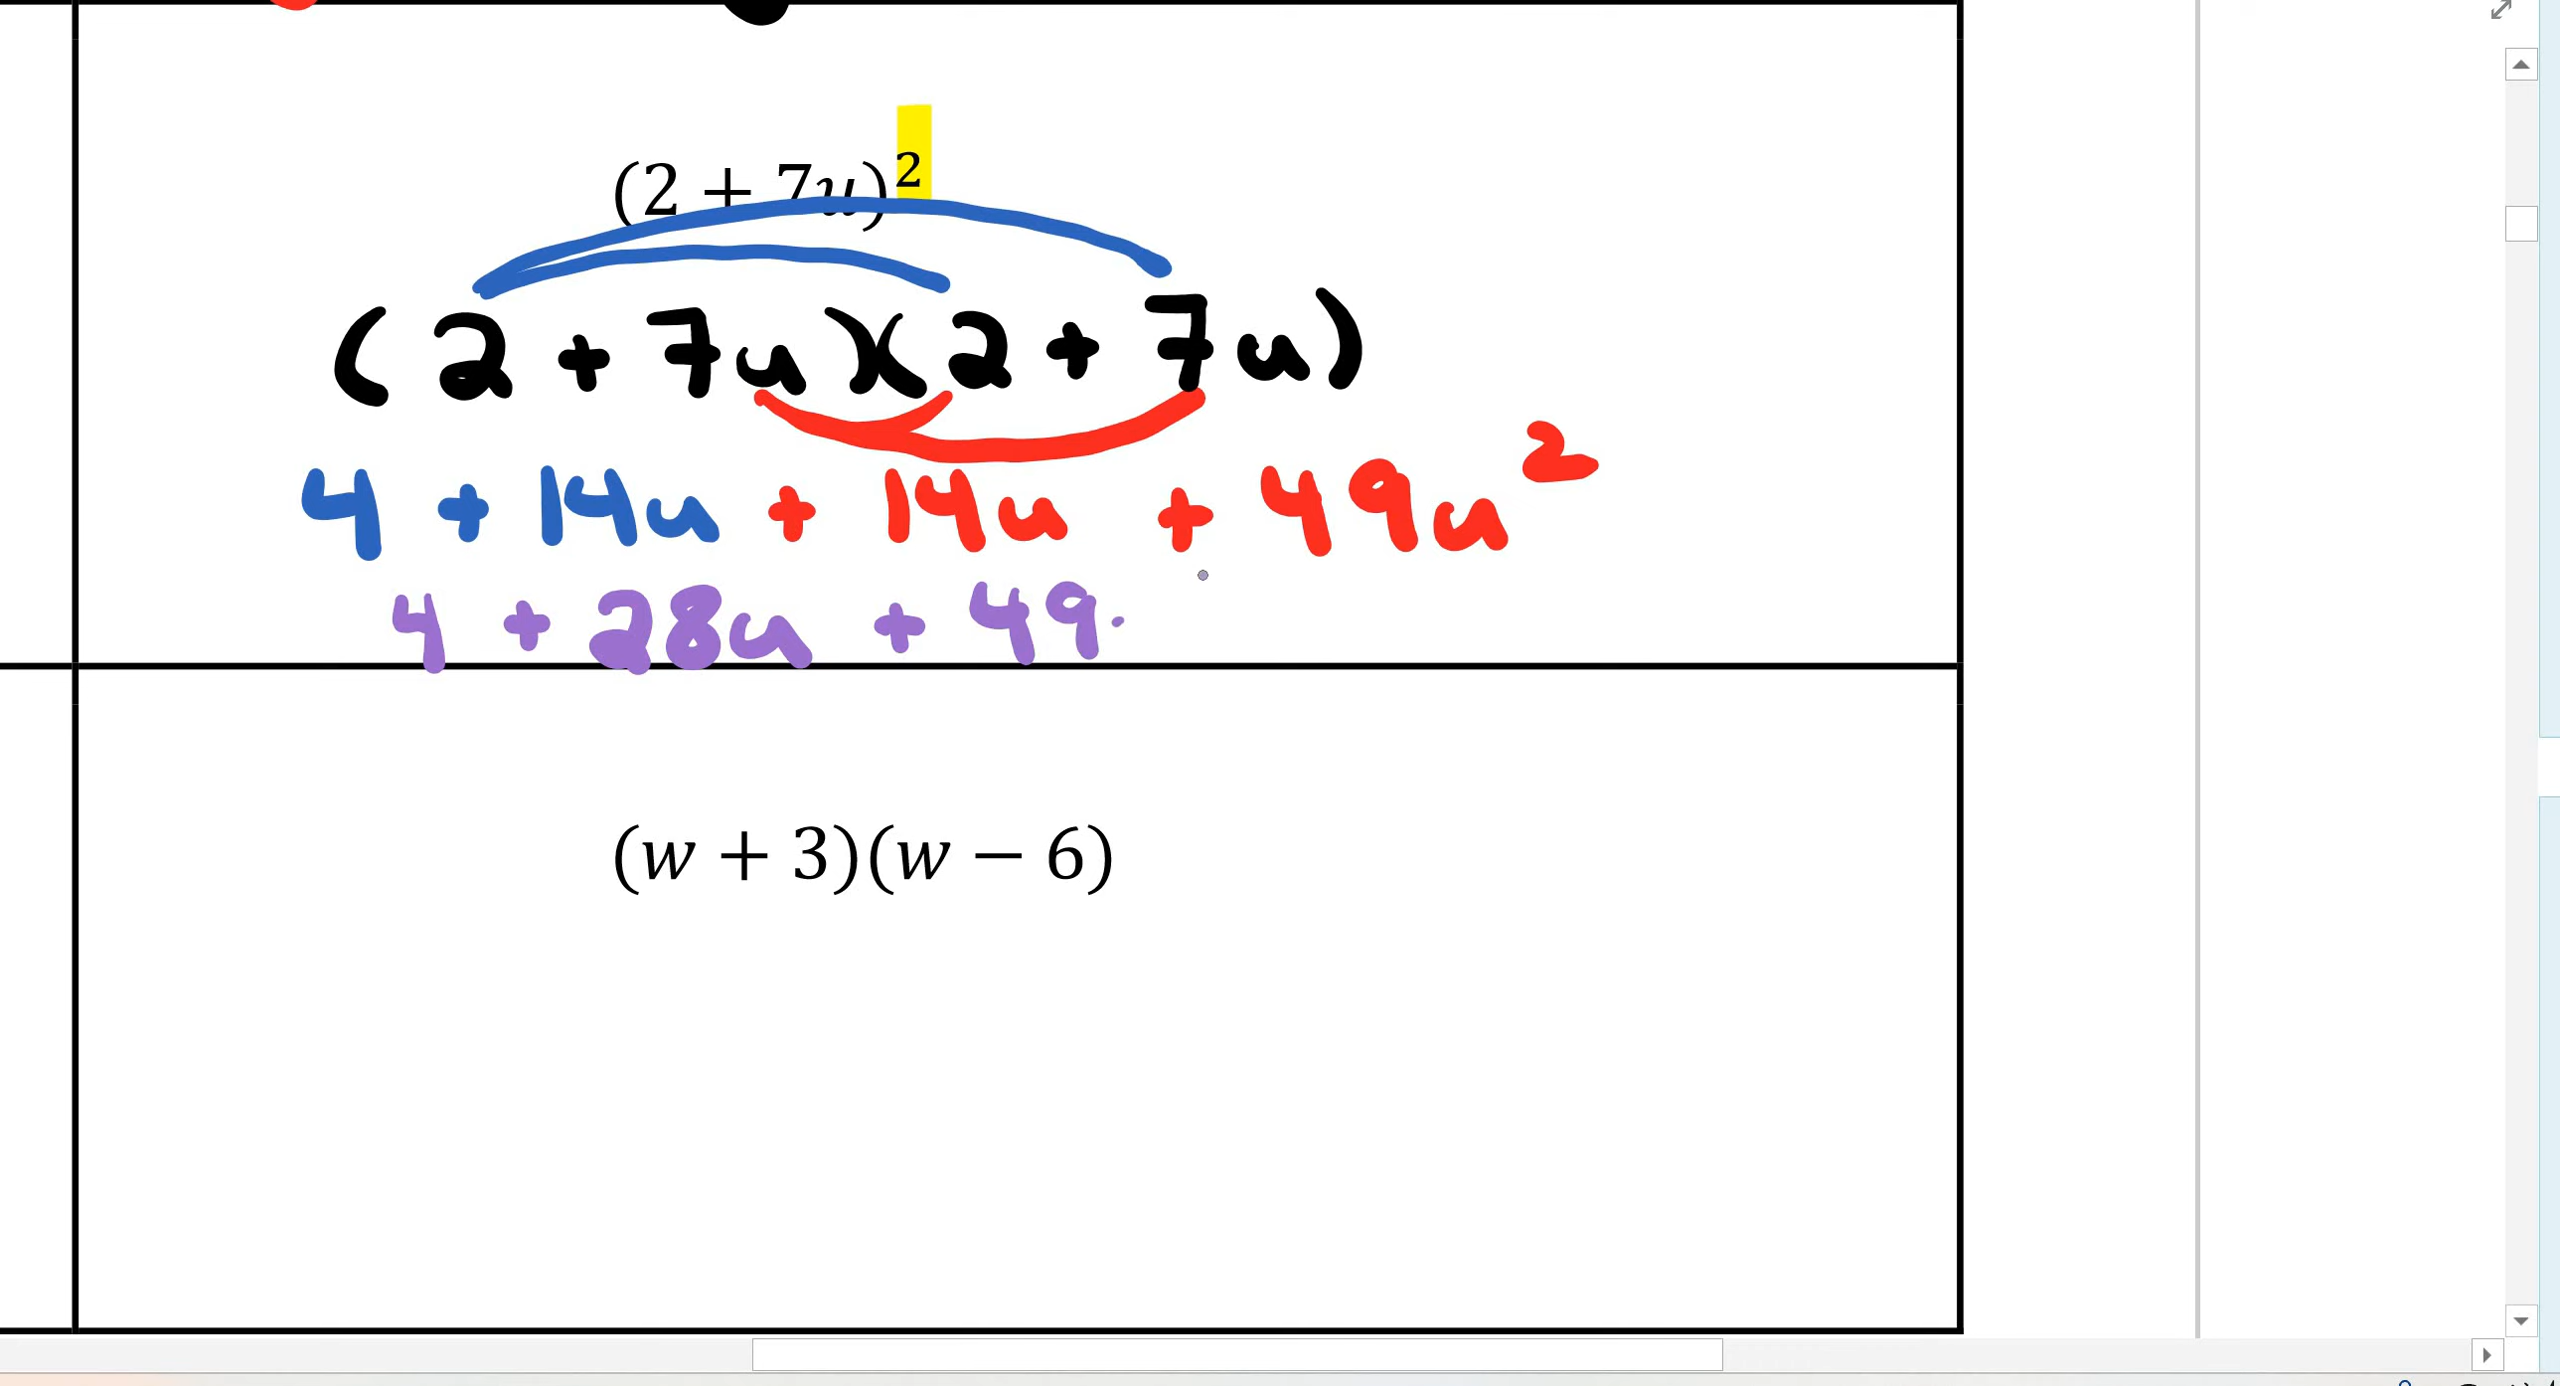 (2 + 7u)²
(2 + 7u)(2 + 7u)
4 + 14u + 14u + 49u²
4 + 28u + 49.
(w + 3)(w − 6)